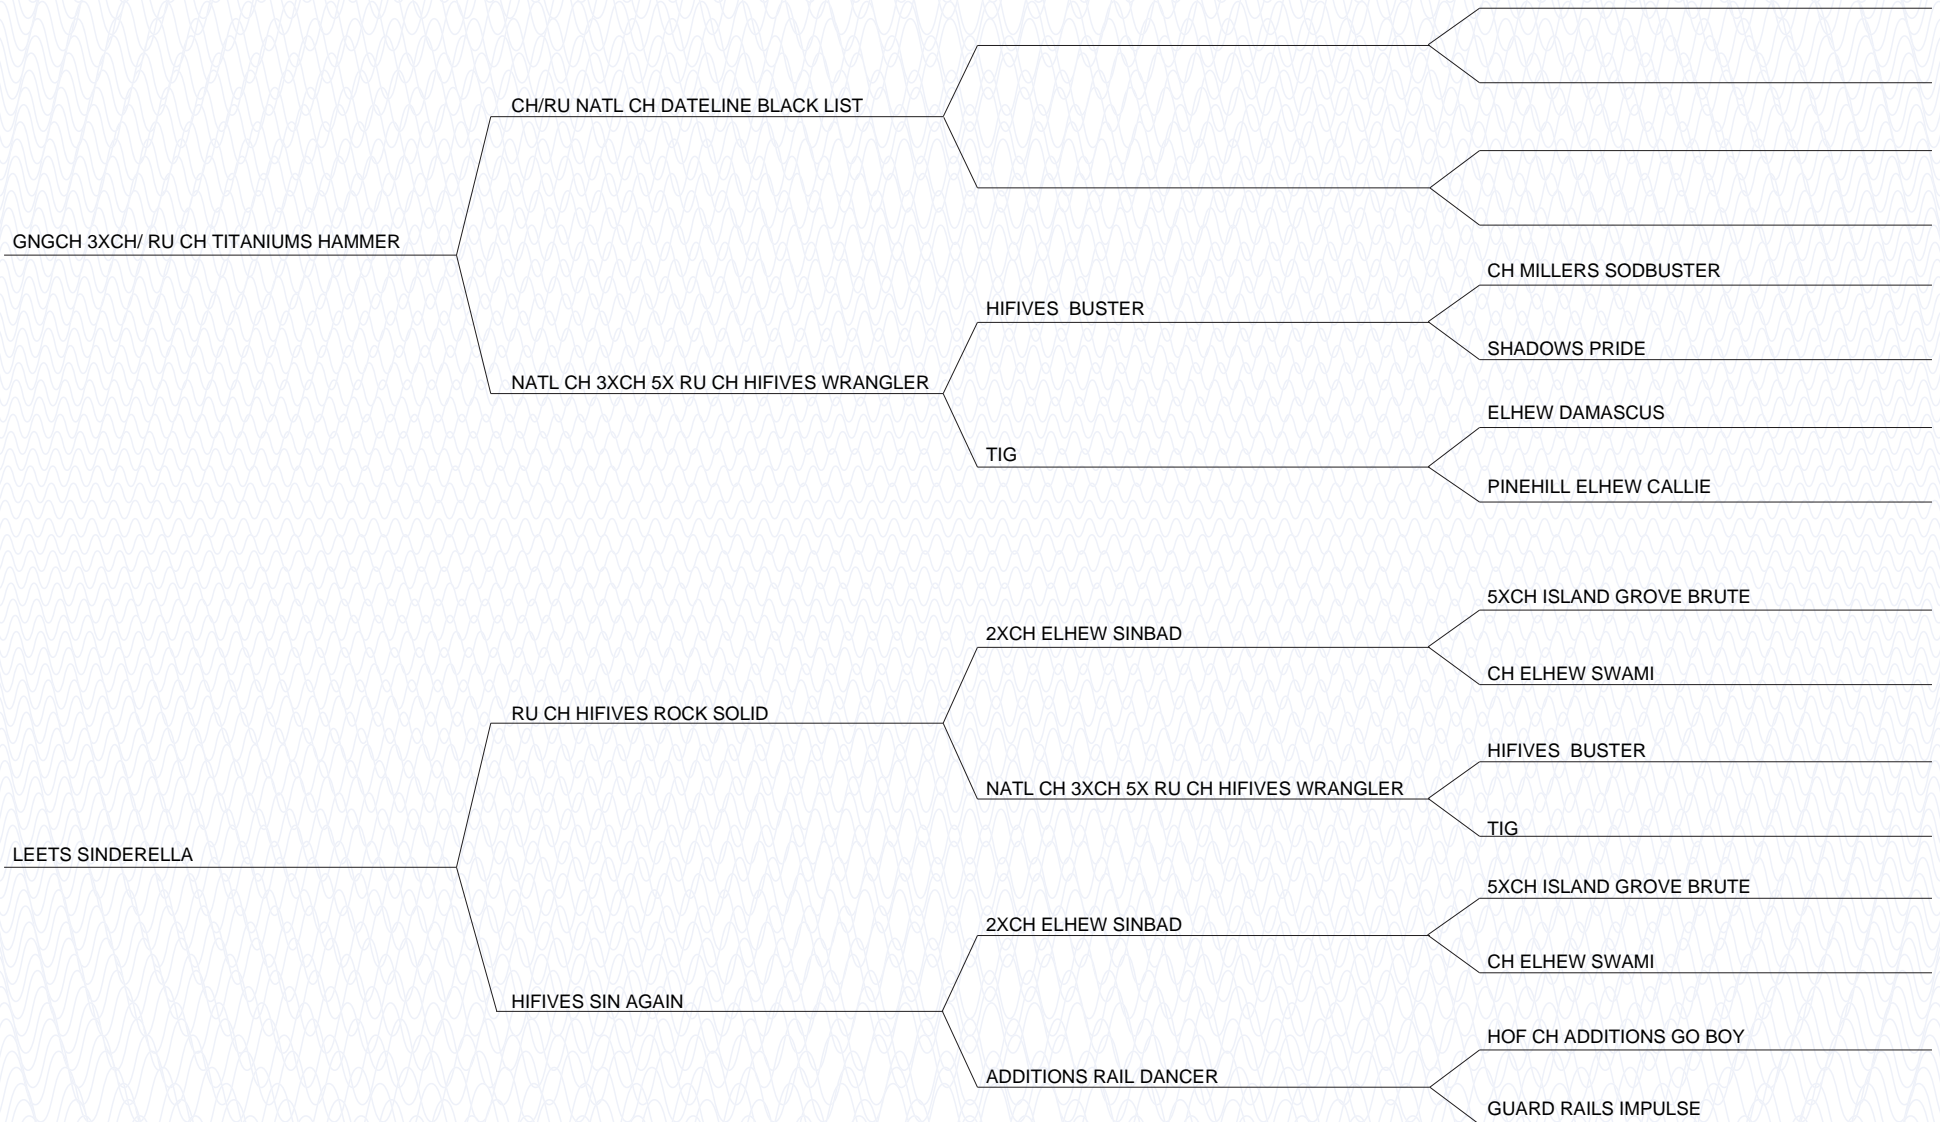 CH/RU NATL CH DATELINE BLACK LIST
GNGCH 3XCH/ RU CH TITANIUMS HAMMER
CH MILLERS SODBUSTER
HIFIVES  BUSTER
SHADOWS PRIDE
NATL CH 3XCH 5X RU CH HIFIVES WRANGLER
ELHEW DAMASCUS
TIG
PINEHILL ELHEW CALLIE
5XCH ISLAND GROVE BRUTE
2XCH ELHEW SINBAD
CH ELHEW SWAMI
RU CH HIFIVES ROCK SOLID
HIFIVES  BUSTER
NATL CH 3XCH 5X RU CH HIFIVES WRANGLER
TIG
LEETS SINDERELLA
5XCH ISLAND GROVE BRUTE
2XCH ELHEW SINBAD
CH ELHEW SWAMI
HIFIVES SIN AGAIN
HOF CH ADDITIONS GO BOY
ADDITIONS RAIL DANCER
GUARD RAILS IMPULSE